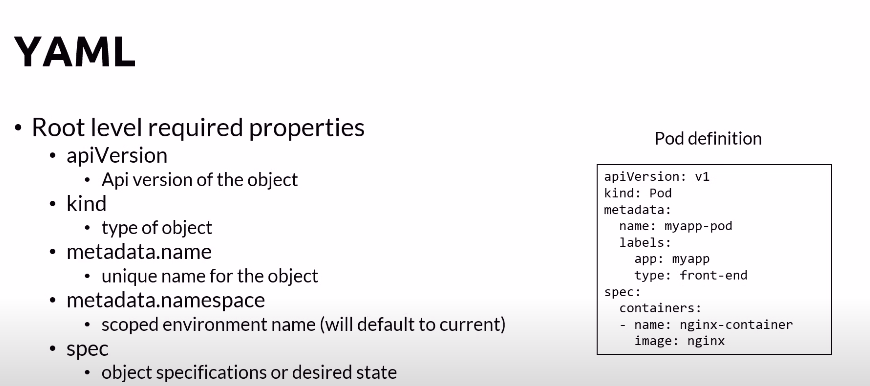 YAML
• Root level required properties
• apiVersion
• Api version of the object
• kind
• type of object
• metadata.name
• unique name for the object
• metadata.namespace
• scoped environment name (will default to current)
• spec
• object specifications or desired state
Pod definition
apiVersion: v1
kind: Pod
metadata:
  name: myapp-pod
  labels:
    app: myapp
    type: front-end
spec:
  containers:
  - name: nginx-container
    image: nginx